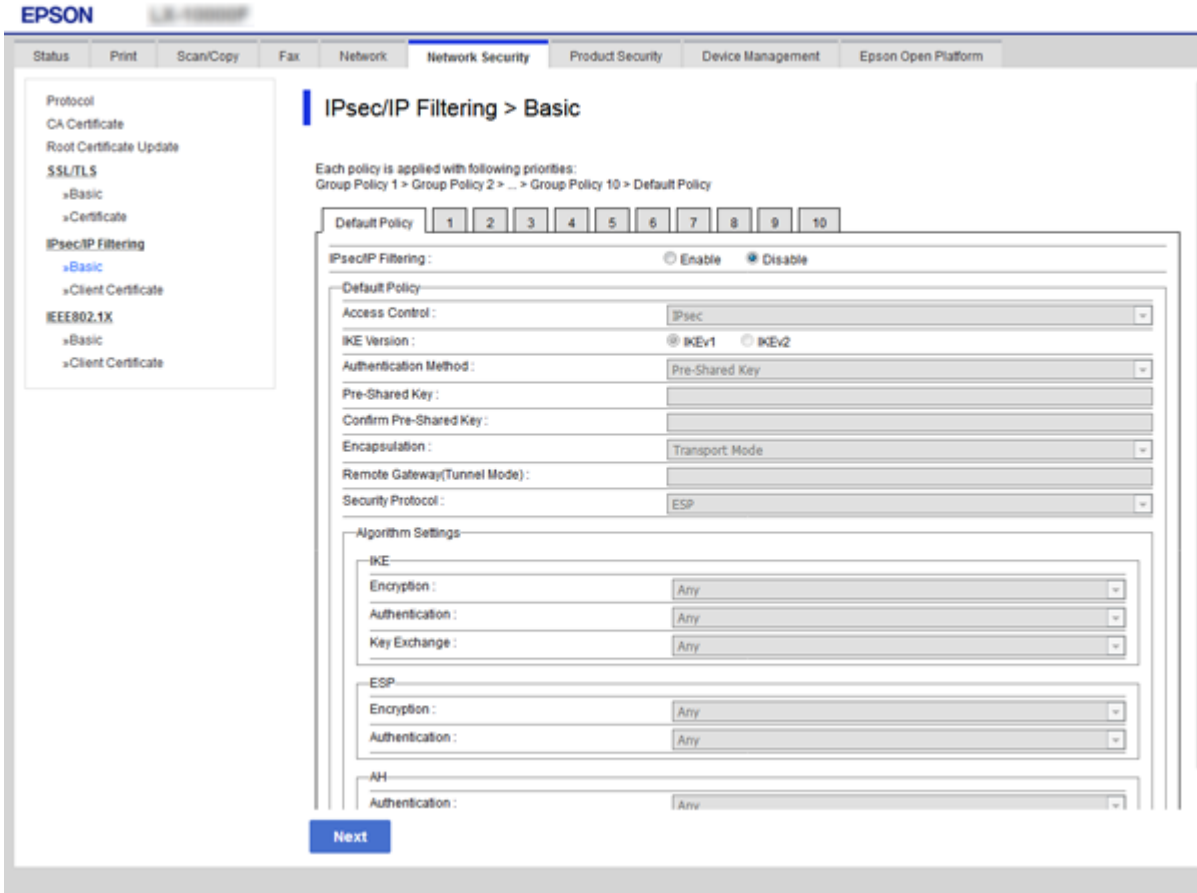 EPSON
Status Print Scan/Copy Fax Network Network Security Product Security Device Management Epson Open Platform
Protocol
CA Certificate
Root Certificate Update
SSL/TLS
»Basic
»Certificate
IPsec/IP Filtering
»Basic
»Client Certificate
IEEE802.1X
»Basic
»Client Certificate
IPsec/IP Filtering > Basic
Each policy is applied with following priorities:
Group Policy 1 > Group Policy 2 > ... > Group Policy 10 > Default Policy
Default Policy 1 2 3 4 5 6 7 8 9 10
IPsec/IP Filtering : Enable Disable
Default Policy
Access Control : IPsec
IKE Version : IKEv1 IKEv2
Authentication Method : Pre-Shared Key
Pre-Shared Key :
Confirm Pre-Shared Key :
Encapsulation : Transport Mode
Remote Gateway(Tunnel Mode) :
Security Protocol : ESP
Algorithm Settings
IKE
Encryption : Any
Authentication : Any
Key Exchange : Any
ESP
Encryption : Any
Authentication : Any
AH
Authentication : Any
Next